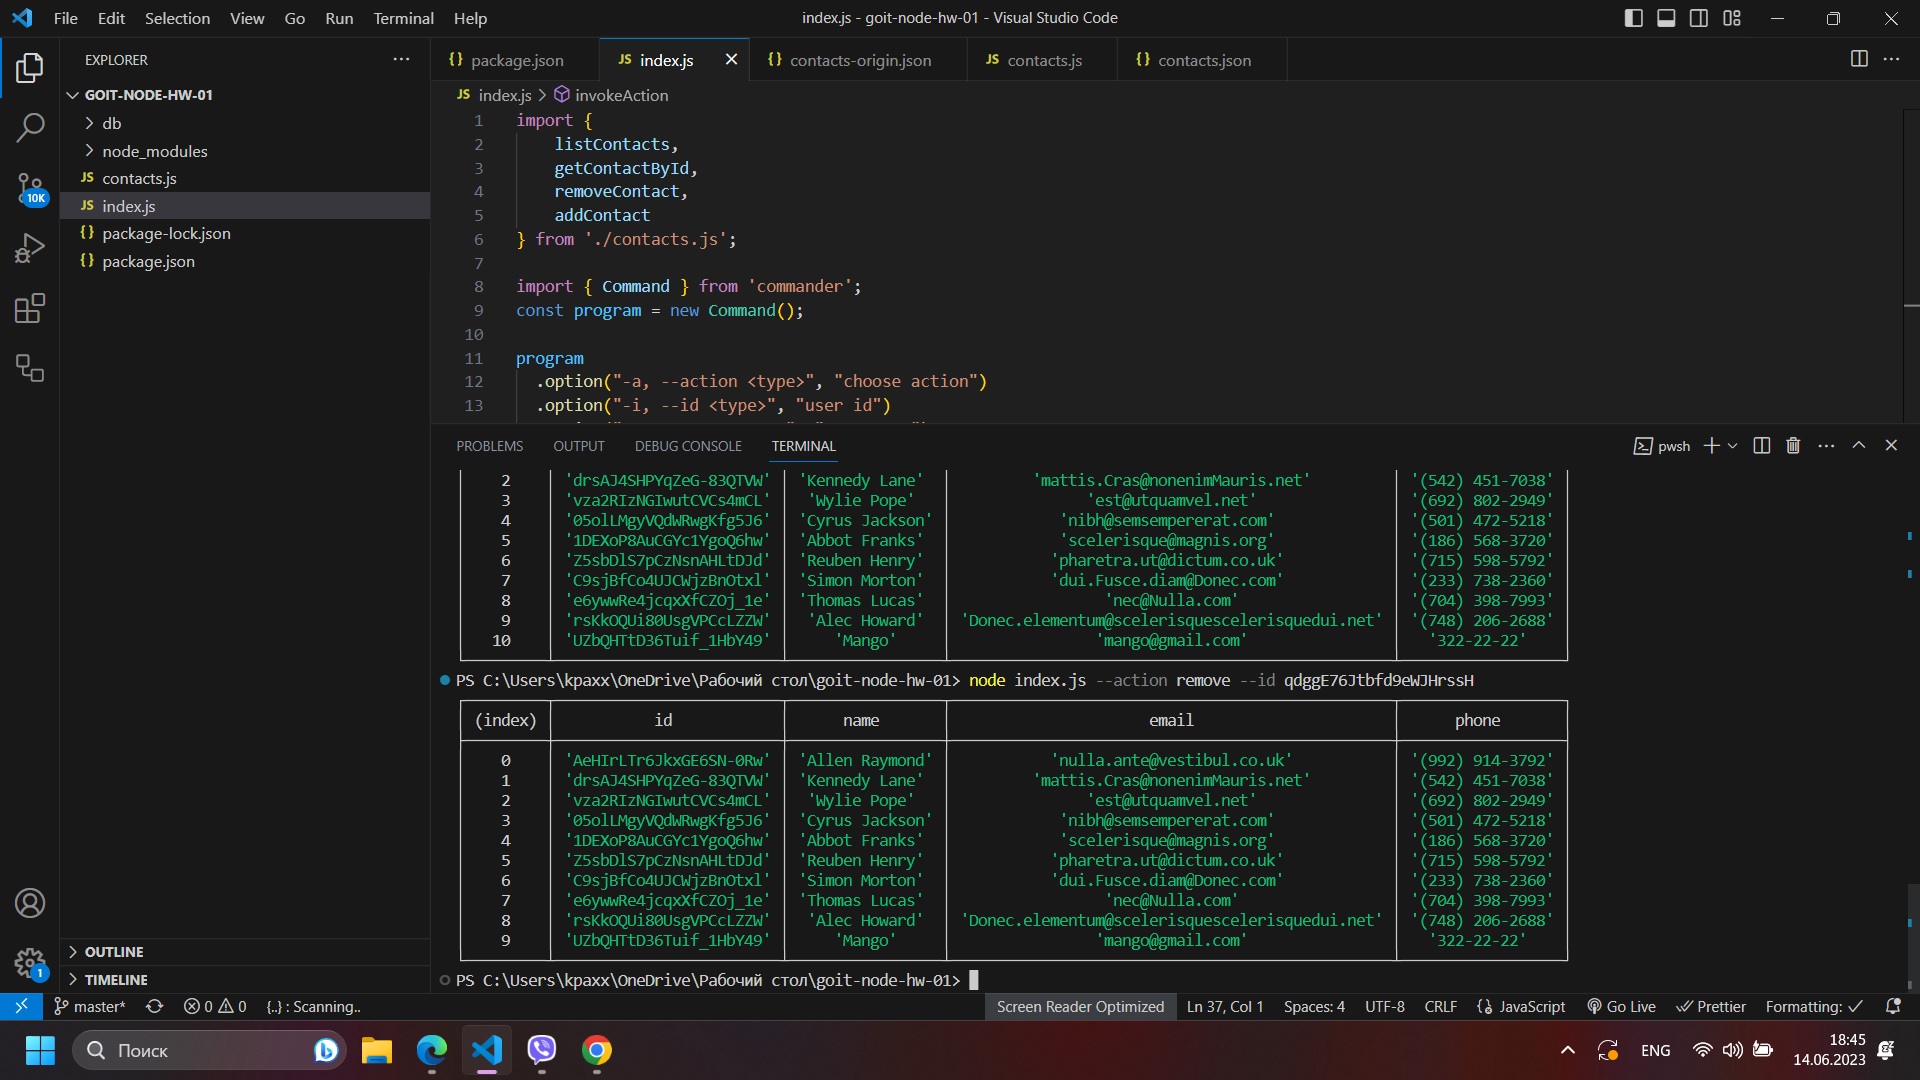 File Edit Selection View Go Run Terminal Help
index.js - goit-node-hw-01 - Visual Studio Code
EXPLORER
GOIT-NODE-HW-01
db
node_modules
JS contacts.js
JS index.js
{} package-lock.json
{} package.json
OUTLINE
TIMELINE
10K
1
{} package.json
JS index.js
{} contacts-origin.json
JS contacts.js
{} contacts.json
JS index.js > invokeAction
1 import {
2 listContacts,
3 getContactById,
4 removeContact,
5 addContact
6 } from './contacts.js';
7
8 import { Command } from 'commander';
9 const program = new Command();
10
11 program
12 .option("-a, --action <type>", "choose action")
13 .option("-i, --id <type>", "user id")
PROBLEMS OUTPUT DEBUG CONSOLE TERMINAL
pwsh
2 'drsAJ4SHPYqZeG-83QTVW' 'Kennedy Lane' 'mattis.Cras@nonenimMauris.net' '(542) 451-7038'
3 'vza2RIzNGIwutCVCs4mCL' 'Wylie Pope' 'est@utquamvel.net' '(692) 802-2949'
4 '05olLMgyVQdWRwgKfg5J6' 'Cyrus Jackson' 'nibh@semsempererat.com' '(501) 472-5218'
5 '1DEXoP8AuCGYc1YgoQ6hw' 'Abbot Franks' 'scelerisque@magnis.org' '(186) 568-3720'
6 'Z5sbDlS7pCzNsnAHLtDJd' 'Reuben Henry' 'pharetra.ut@dictum.co.uk' '(715) 598-5792'
7 'C9sjBfCo4UJCWjzBnOtxl' 'Simon Morton' 'dui.Fusce.diam@Donec.com' '(233) 738-2360'
8 'e6ywwRe4jcqxXfCZOj_1e' 'Thomas Lucas' 'nec@Nulla.com' '(704) 398-7993'
9 'rsKkOQUi80UsgVPCcLZZW' 'Alec Howard' 'Donec.elementum@scelerisquescelerisquedui.net' '(748) 206-2688'
10 'UZbQHTtD36Tuif_1HbY49' 'Mango' 'mango@gmail.com' '322-22-22'
PS C:\Users\kpaxx\OneDrive\Рабочий стол\goit-node-hw-01> node index.js --action remove --id qdggE76Jtbfd9eWJHrssH
(index) id name email phone
0 'AeHIrLTr6JkxGE6SN-0Rw' 'Allen Raymond' 'nulla.ante@vestibul.co.uk' '(992) 914-3792'
1 'drsAJ4SHPYqZeG-83QTVW' 'Kennedy Lane' 'mattis.Cras@nonenimMauris.net' '(542) 451-7038'
2 'vza2RIzNGIwutCVCs4mCL' 'Wylie Pope' 'est@utquamvel.net' '(692) 802-2949'
3 '05olLMgyVQdWRwgKfg5J6' 'Cyrus Jackson' 'nibh@semsempererat.com' '(501) 472-5218'
4 '1DEXoP8AuCGYc1YgoQ6hw' 'Abbot Franks' 'scelerisque@magnis.org' '(186) 568-3720'
5 'Z5sbDlS7pCzNsnAHLtDJd' 'Reuben Henry' 'pharetra.ut@dictum.co.uk' '(715) 598-5792'
6 'C9sjBfCo4UJCWjzBnOtxl' 'Simon Morton' 'dui.Fusce.diam@Donec.com' '(233) 738-2360'
7 'e6ywwRe4jcqxXfCZOj_1e' 'Thomas Lucas' 'nec@Nulla.com' '(704) 398-7993'
8 'rsKkOQUi80UsgVPCcLZZW' 'Alec Howard' 'Donec.elementum@scelerisquescelerisquedui.net' '(748) 206-2688'
9 'UZbQHTtD36Tuif_1HbY49' 'Mango' 'mango@gmail.com' '322-22-22'
PS C:\Users\kpaxx\OneDrive\Рабочий стол\goit-node-hw-01>
master* 0 0 {..} : Scanning.. Screen Reader Optimized Ln 37, Col 1 Spaces: 4 UTF-8 CRLF JavaScript Go Live Prettier Formatting:
Поиск
ENG
18:45
14.06.2023